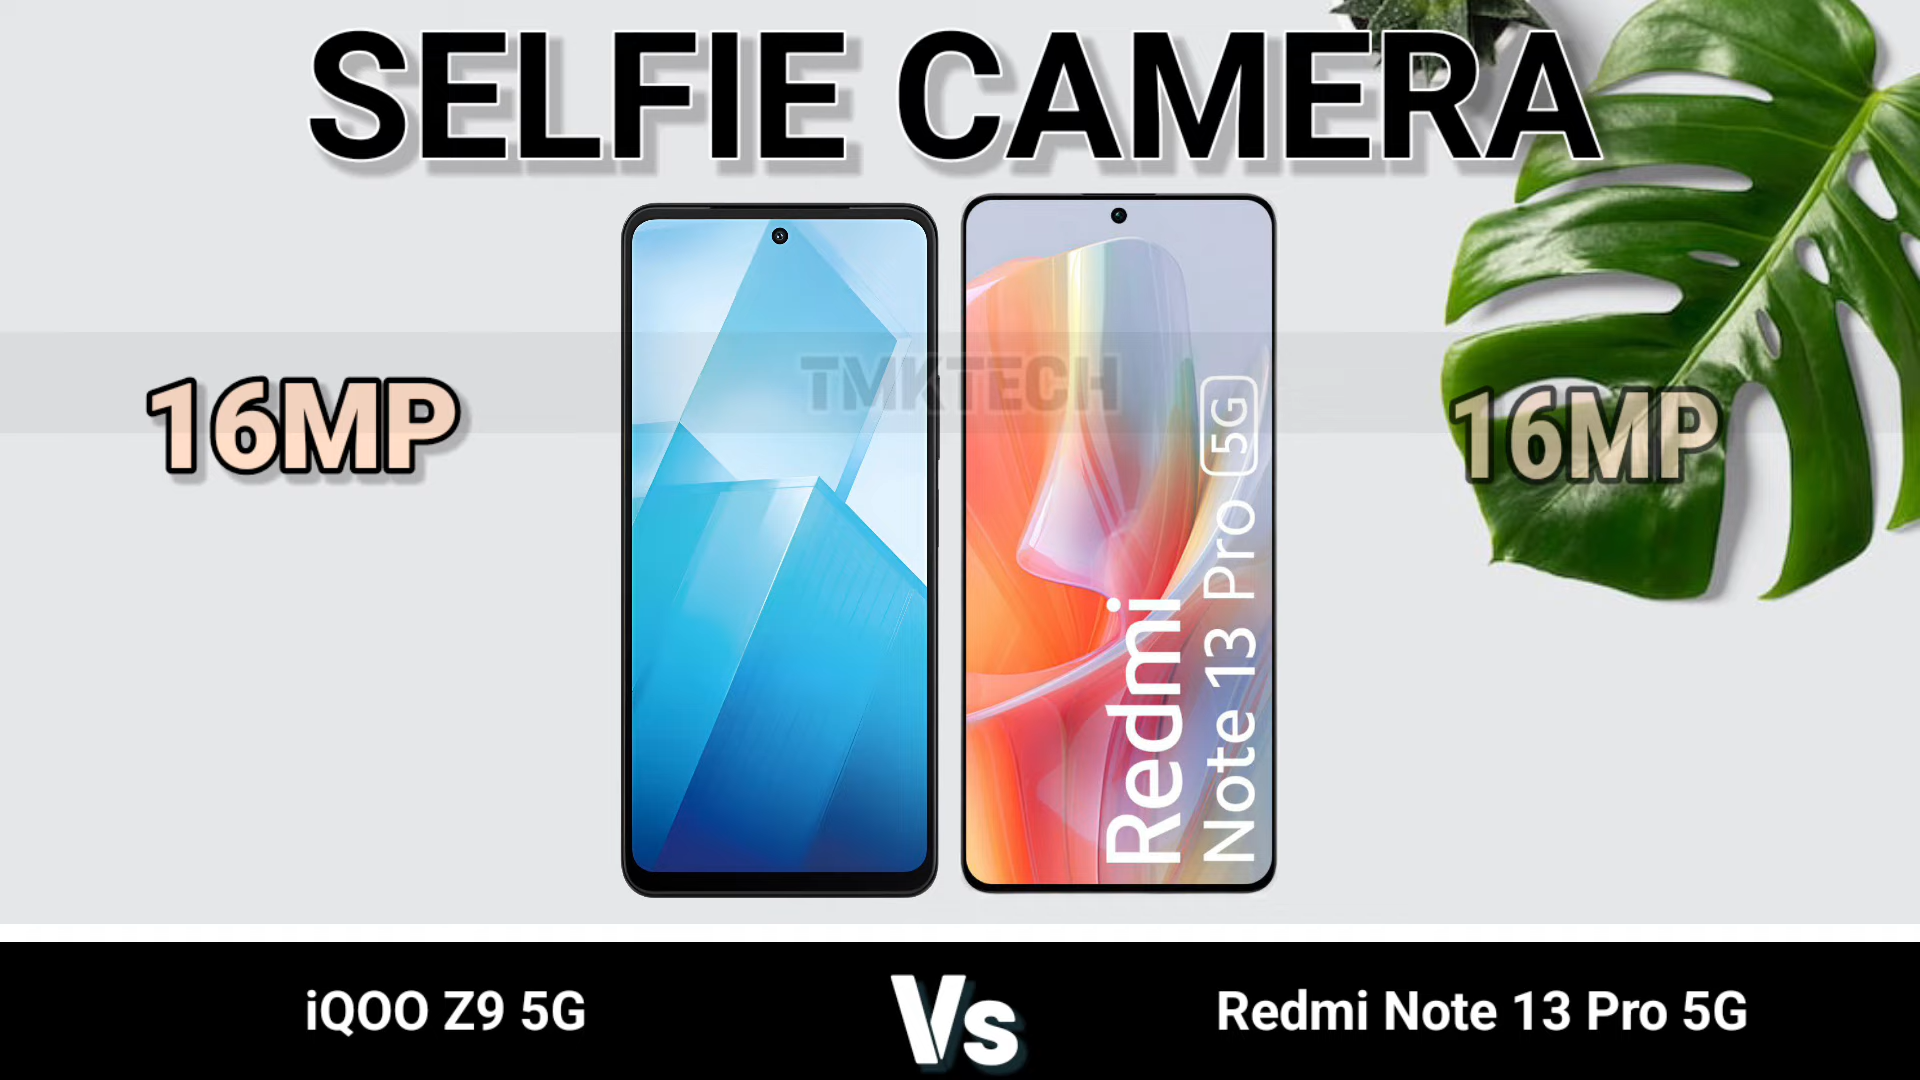 SELFIE CAMERA
TMKTECH
16MP
16MP
Redmi
Note 13 Pro 5G
iQOO Z9 5G
Vs
Redmi Note 13 Pro 5G